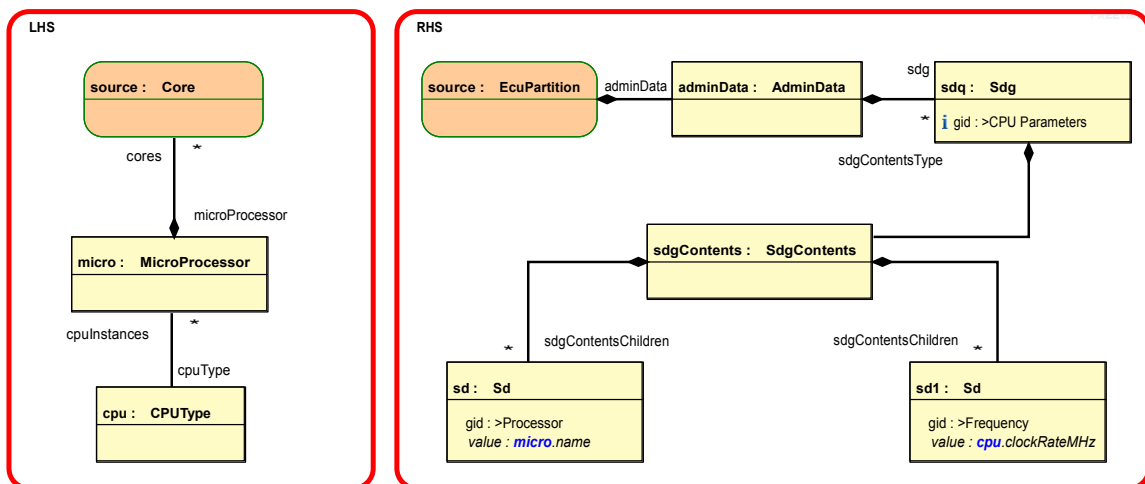 LHS
source : Core
cores
*
microProcessor
micro : MicroProcessor
cpuInstances
*
cpuType
cpu : CPUType
RHS
source : EcuPartition
adminData
adminData : AdminData
sdg
*
sdq : Sdg
i gid : >CPU Parameters
sdgContentsType
sdgContents : SdgContents
sdgContentsChildren
*
sdgContentsChildren
*
sd : Sd
gid : >Processor
value : micro.name
sd1 : Sd
gid : >Frequency
value : cpu.clockRateMHz